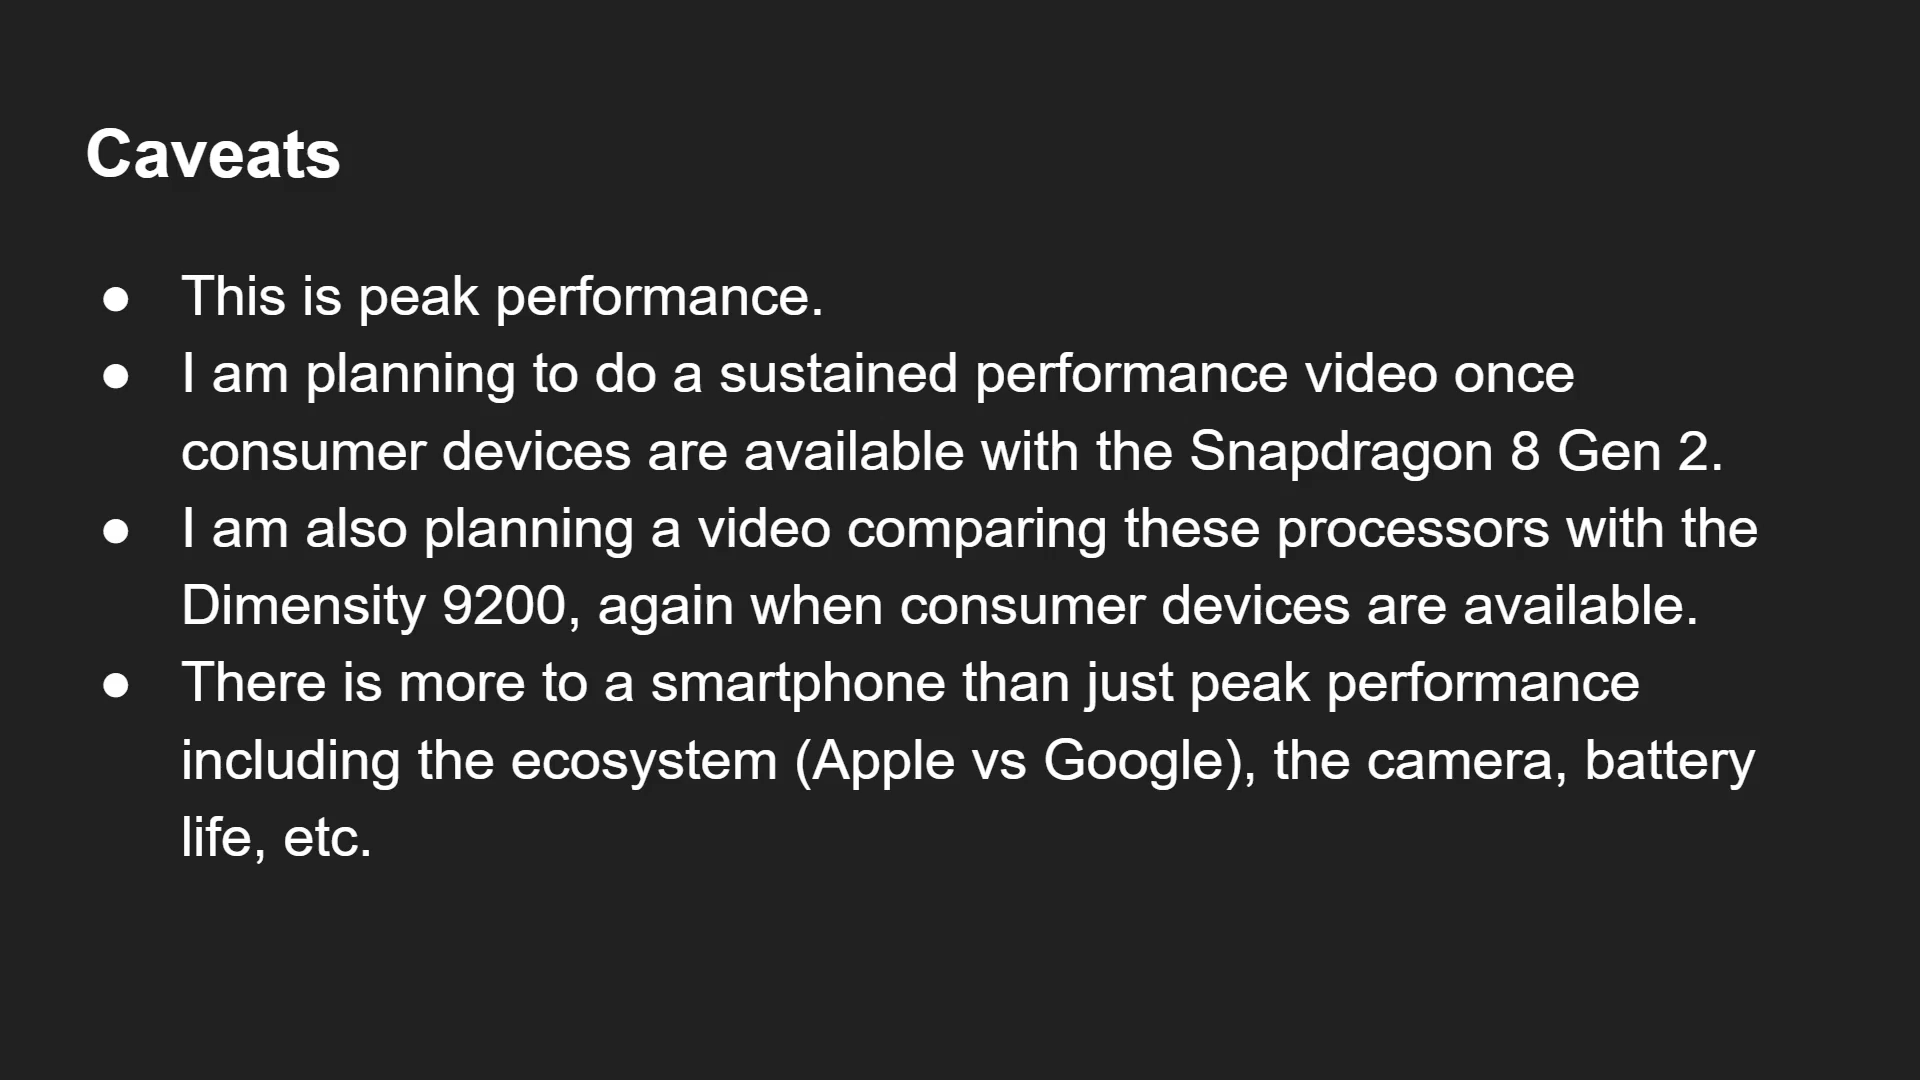 Caveats
● This is peak performance.
● I am planning to do a sustained performance video once
consumer devices are available with the Snapdragon 8 Gen 2.
● I am also planning a video comparing these processors with the
Dimensity 9200, again when consumer devices are available.
● There is more to a smartphone than just peak performance
including the ecosystem (Apple vs Google), the camera, battery
life, etc.